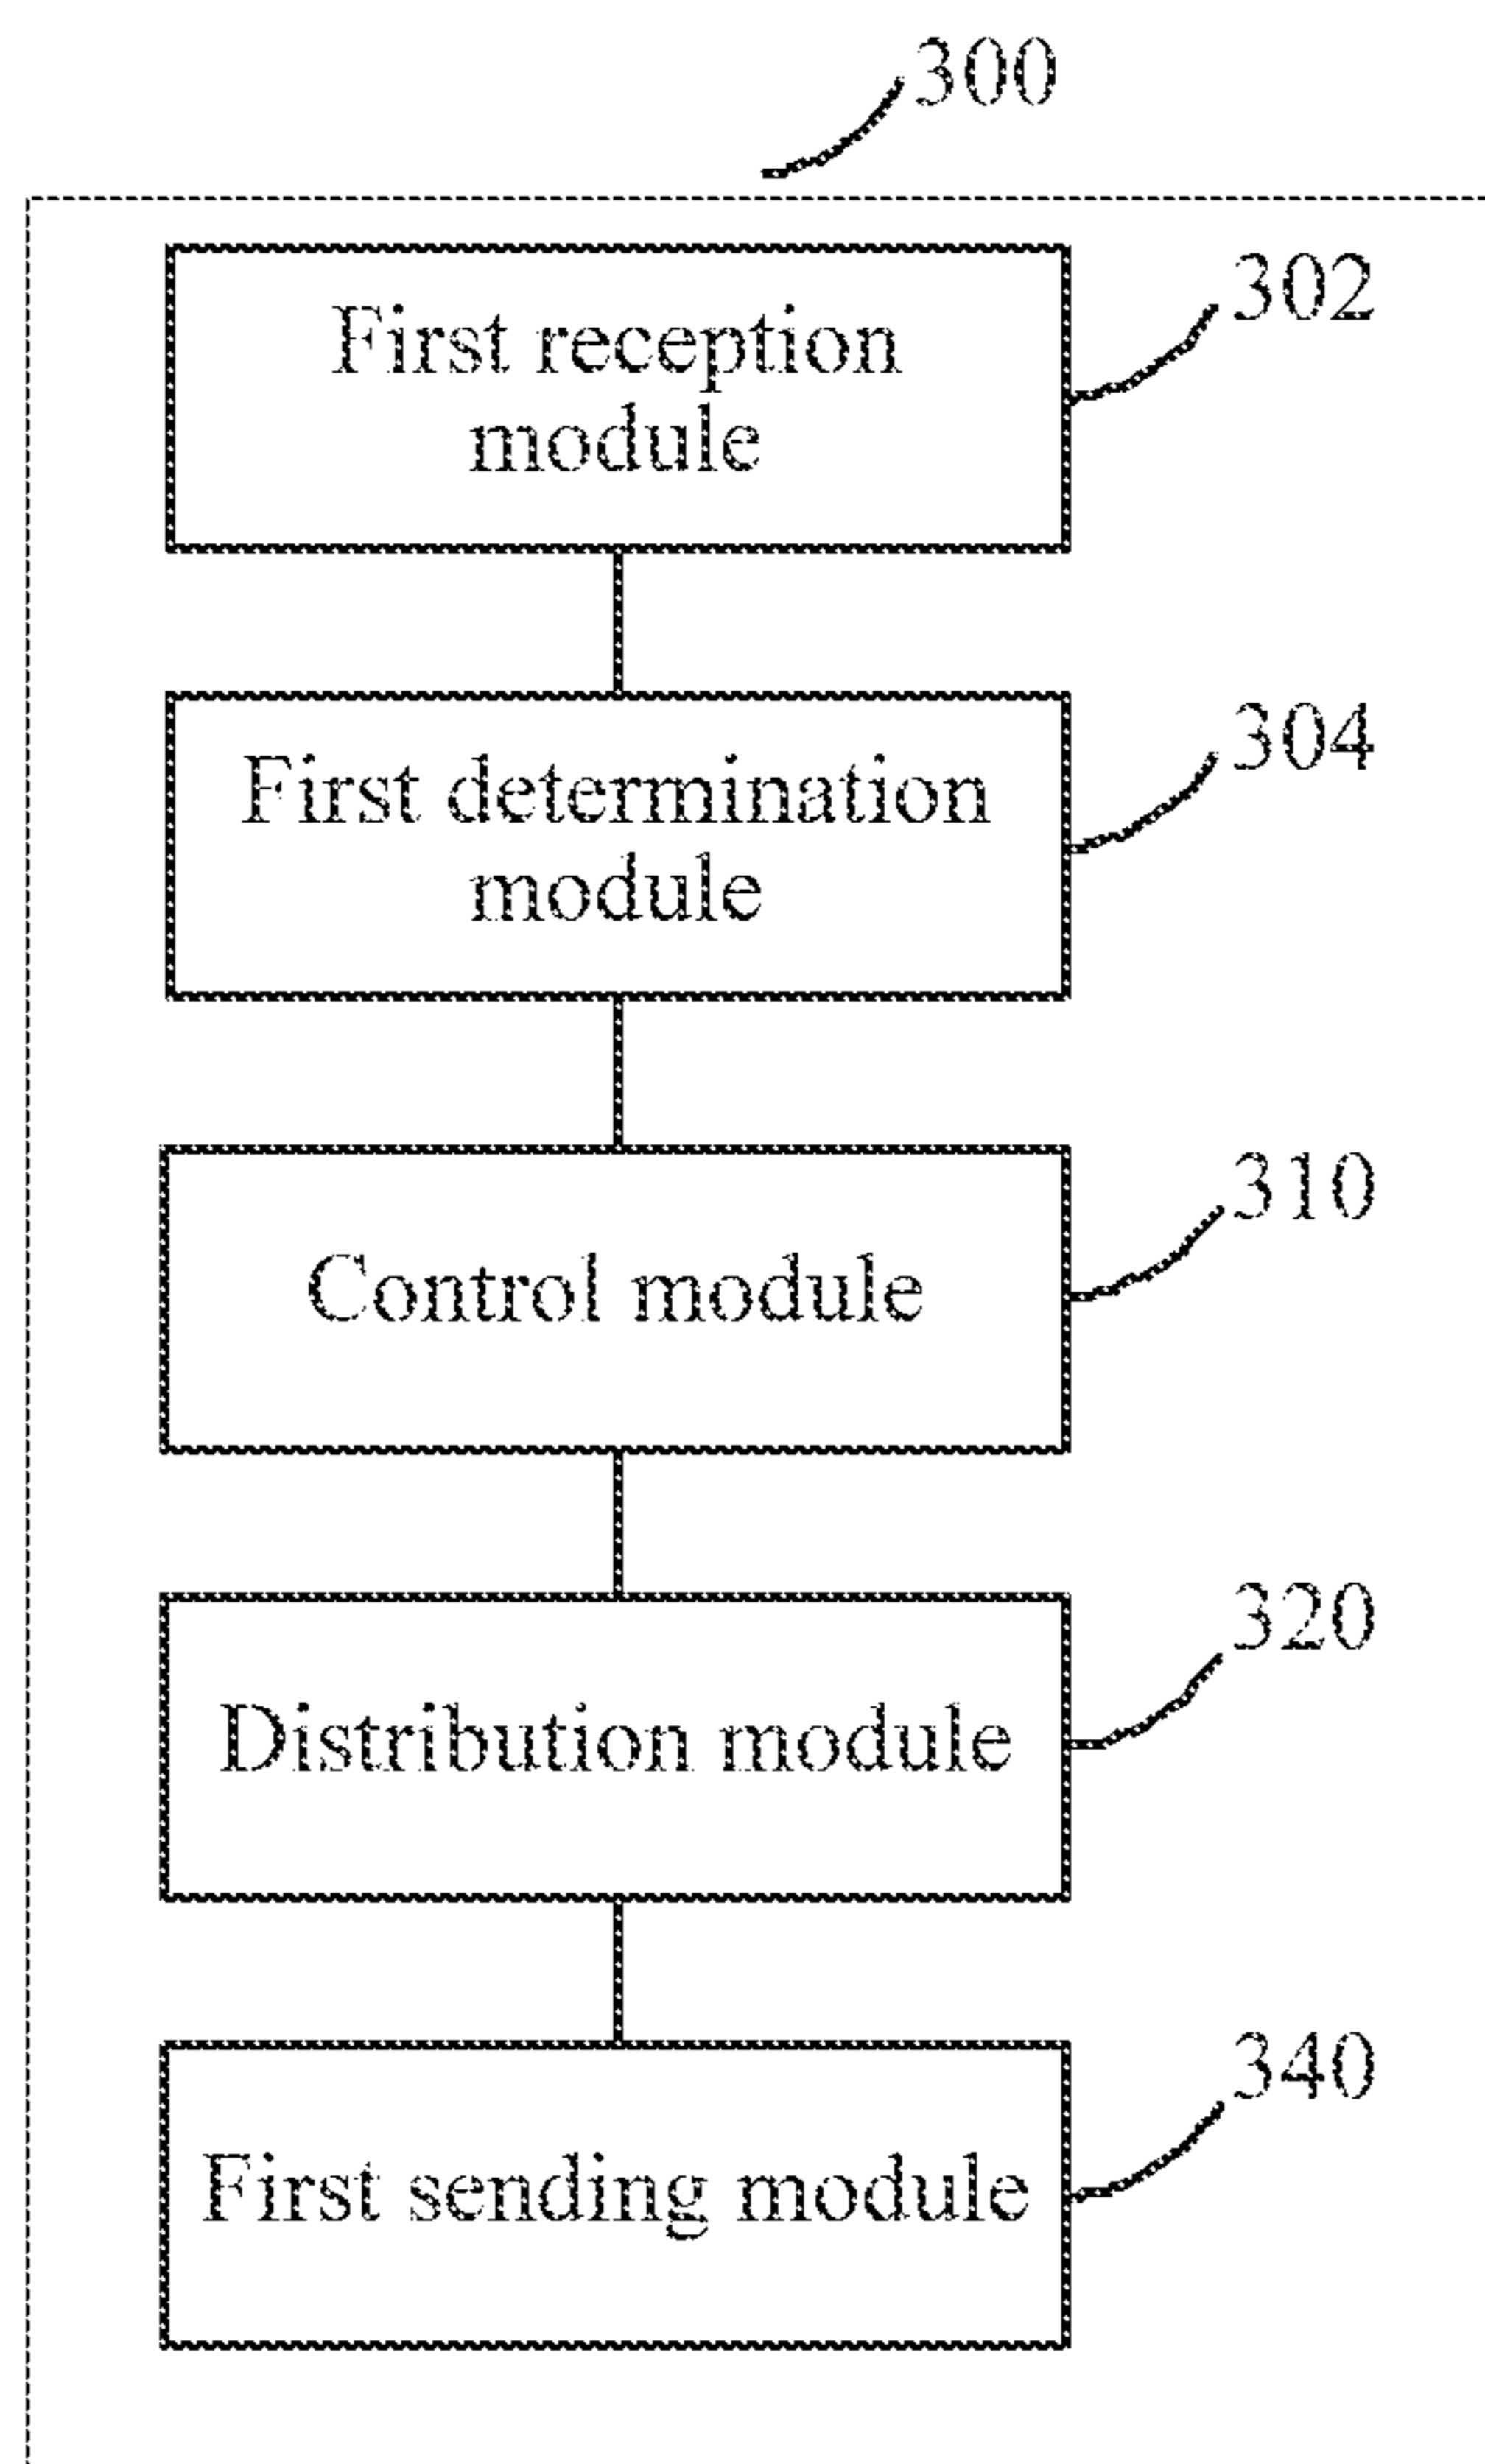 300
First reception
module
302
First determination
module
304
Control module
310
Distribution module
320
First sending module
340